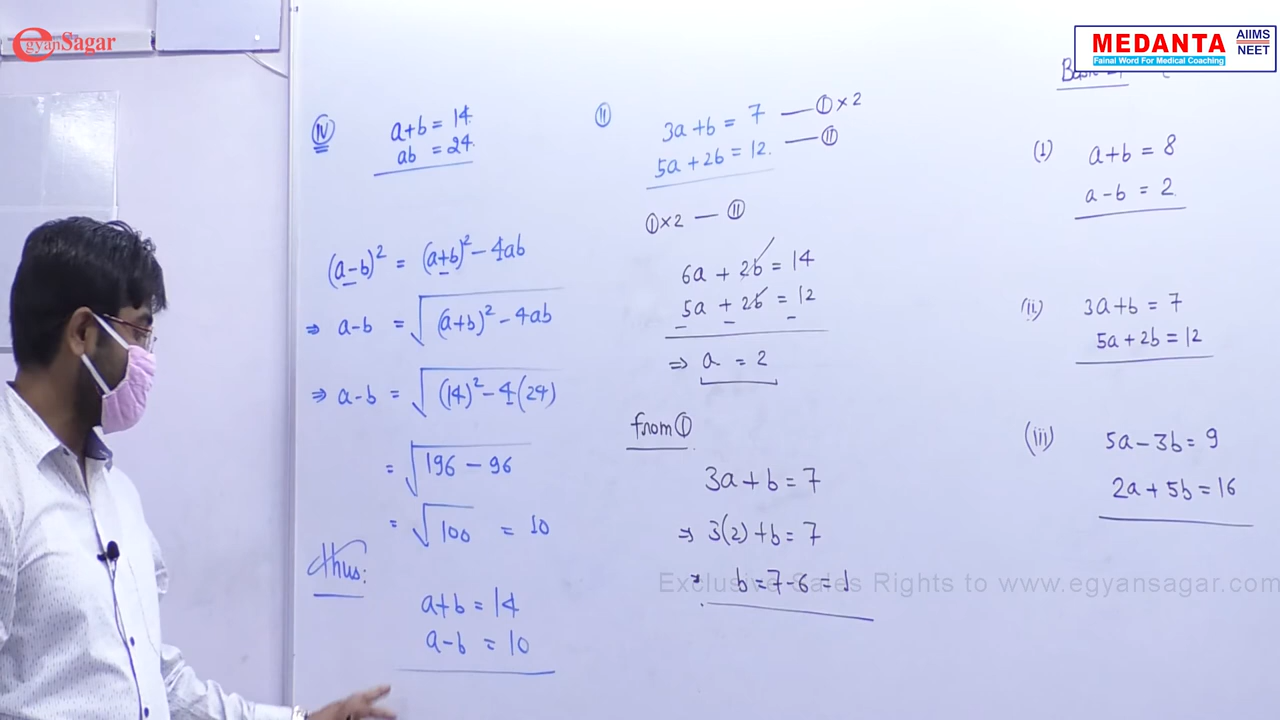 egyanSagar
MEDANTA AIIMS NEET
Fainal Word For Medical Coaching
(IV) a+b = 14
ab = 24
(a-b)² = (a+b)² - 4ab
⇒ a-b = √(a+b)² - 4ab
⇒ a-b = √(14)² - 4(24)
= √196 - 96
= √100 = 10
Thus:
a+b = 14
a-b = 10
(II) 3a+b = 7 — (I) × 2
5a+2b = 12. — (II)
(I)×2 — (II)
6a + 2b = 14
5a + 2b = 12
⇒ a = 2
from (I)
3a+b = 7
⇒ 3(2)+b = 7
b = 7-6 = 1
(i) a+b = 8
a-b = 2
(ii) 3a+b = 7
5a+2b = 12
(iii) 5a-3b = 9
2a+5b = 16
Exclusive Sales Rights to www.egyansagar.com